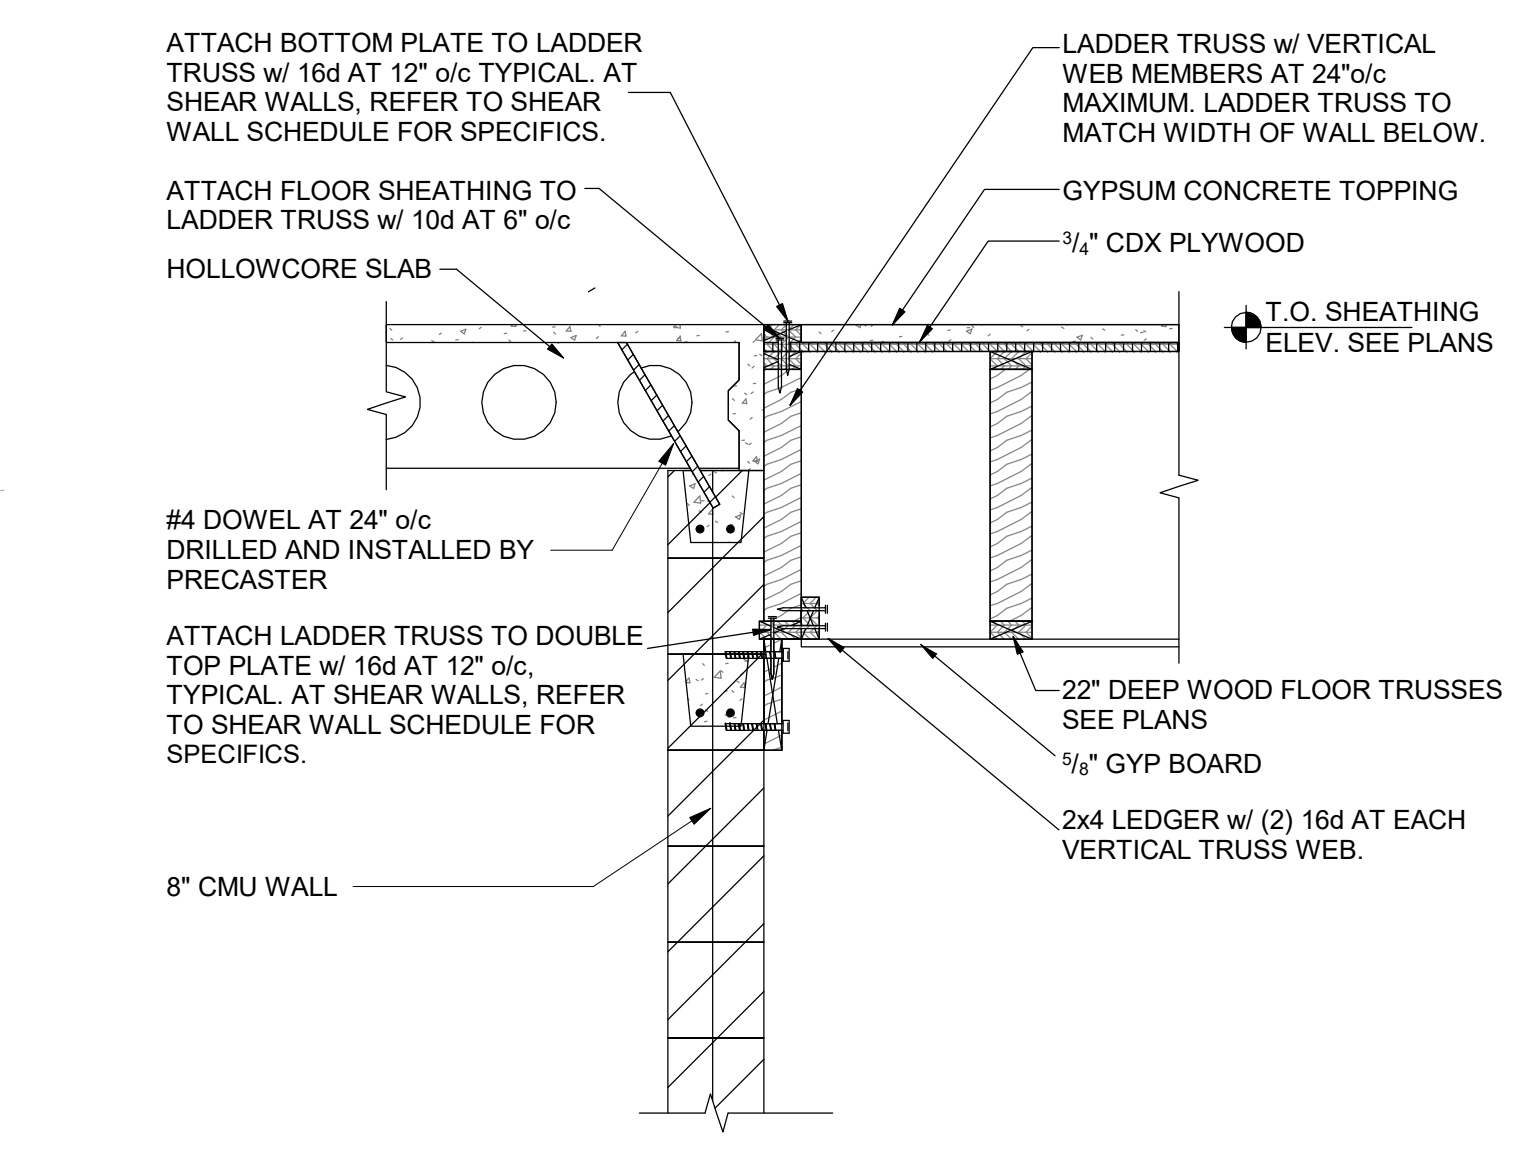 ATTACH BOTTOM PLATE TO LADDER
TRUSS w/ 16d AT 12" o/c TYPICAL. AT
SHEAR WALLS, REFER TO SHEAR
WALL SCHEDULE FOR SPECIFICS.
ATTACH FLOOR SHEATHING TO
LADDER TRUSS w/ 10d AT 6" o/c
HOLLOWCORE SLAB
#4 DOWEL AT 24" o/c
DRILLED AND INSTALLED BY
PRECASTER
ATTACH LADDER TRUSS TO DOUBLE
TOP PLATE w/ 16d AT 12" o/c,
TYPICAL. AT SHEAR WALLS, REFER
TO SHEAR WALL SCHEDULE FOR
SPECIFICS.
8" CMU WALL
LADDER TRUSS w/ VERTICAL
WEB MEMBERS AT 24"o/c
MAXIMUM. LADDER TRUSS TO
MATCH WIDTH OF WALL BELOW.
GYPSUM CONCRETE TOPPING
3/4" CDX PLYWOOD
T.O. SHEATHING
ELEV. SEE PLANS
22" DEEP WOOD FLOOR TRUSSES
SEE PLANS
5/8" GYP BOARD
2x4 LEDGER w/ (2) 16d AT EACH
VERTICAL TRUSS WEB.